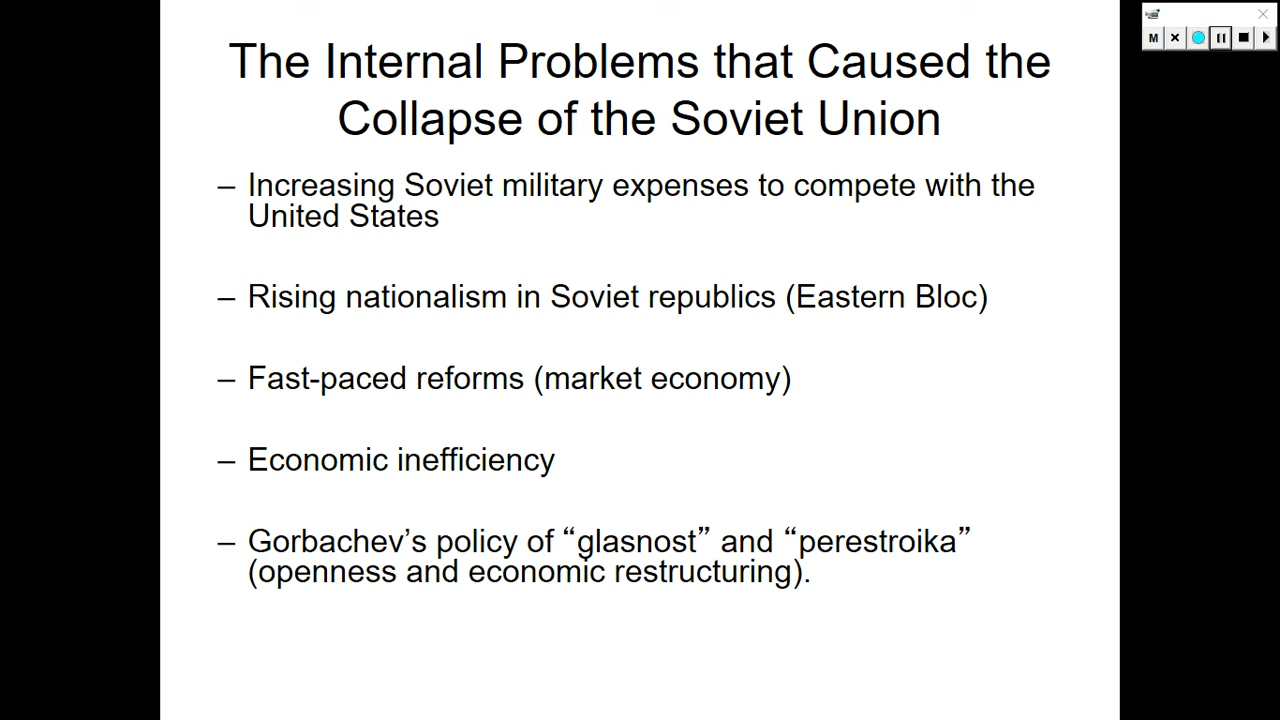 The Internal Problems that Caused the
Collapse of the Soviet Union
– Increasing Soviet military expenses to compete with the
United States
– Rising nationalism in Soviet republics (Eastern Bloc)
– Fast-paced reforms (market economy)
– Economic inefficiency
– Gorbachev’s policy of “glasnost” and “perestroika”
(openness and economic restructuring).
M